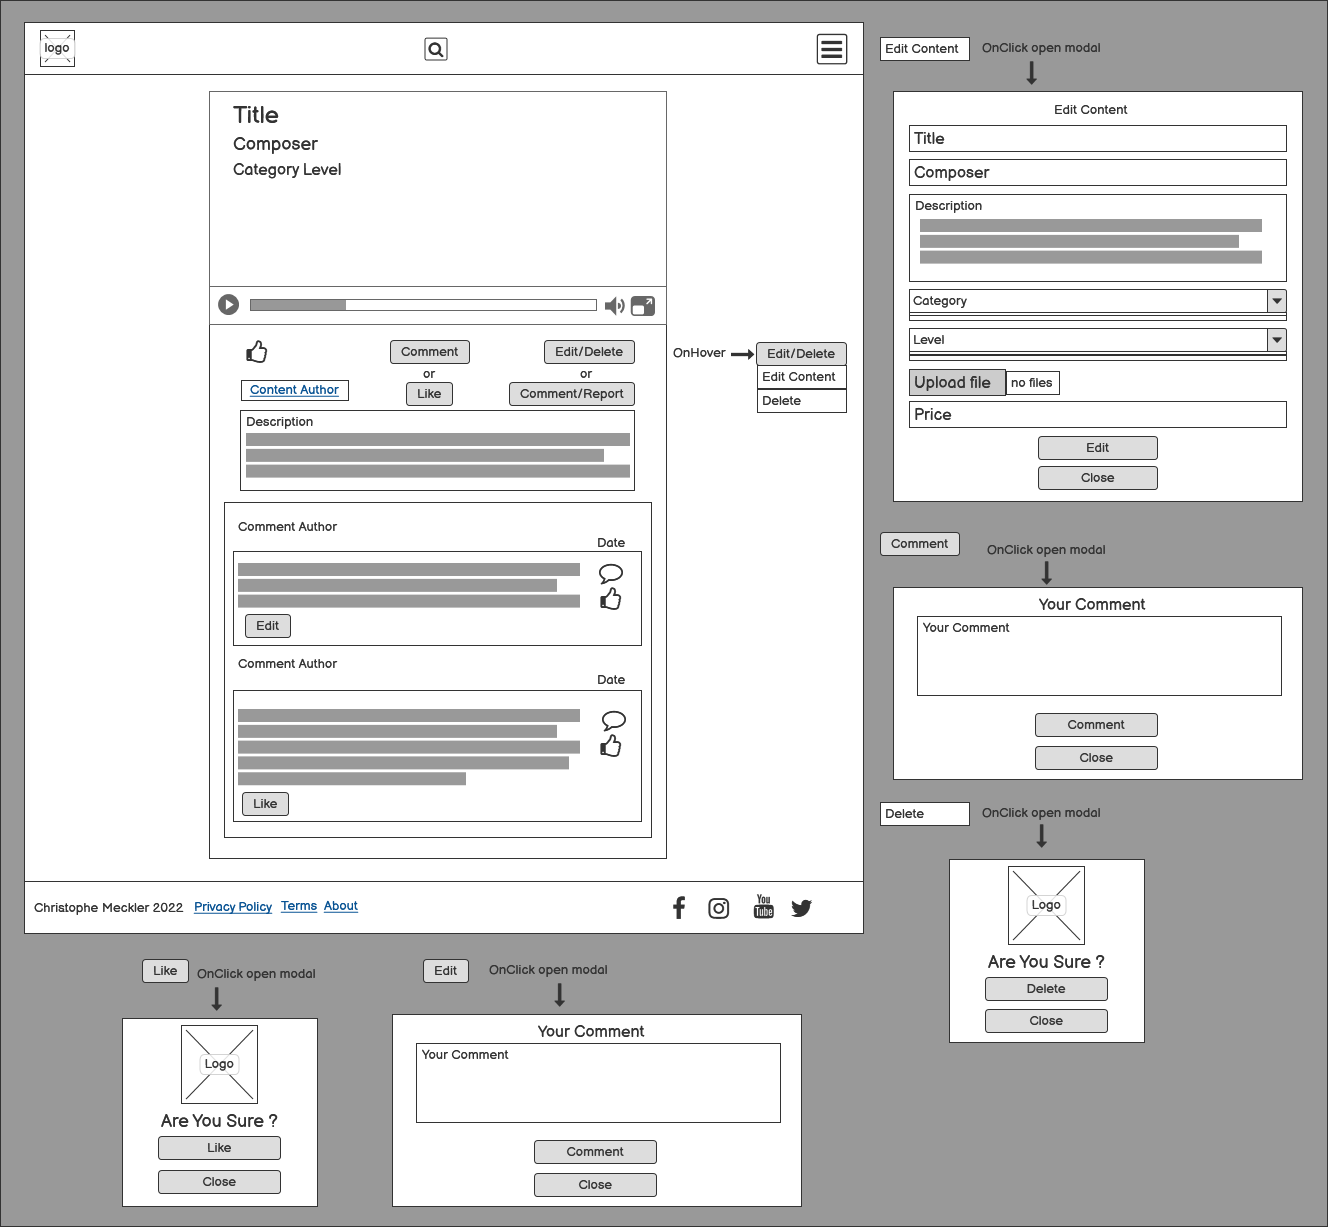 logo
Title
Composer
Category Level
Comment
Edit/Delete
or
or
Content Author
Like
Comment/Report
Description
OnHover
Edit/Delete
Edit Content
Delete
Comment Author
Date
Edit
Comment Author
Date
Like
Christophe Meckler 2022 Privacy Policy Terms About
You
Tube
Edit Content
OnClick open modal
Edit Content
Title
Composer
Description
Category
Level
Upload file no files
Price
Edit
Close
Comment
OnClick open modal
Your Comment
Your Comment
Comment
Close
Delete
OnClick open modal
Logo
Are You Sure ?
Delete
Close
Like
OnClick open modal
Logo
Are You Sure ?
Like
Close
Edit
OnClick open modal
Your Comment
Your Comment
Comment
Close